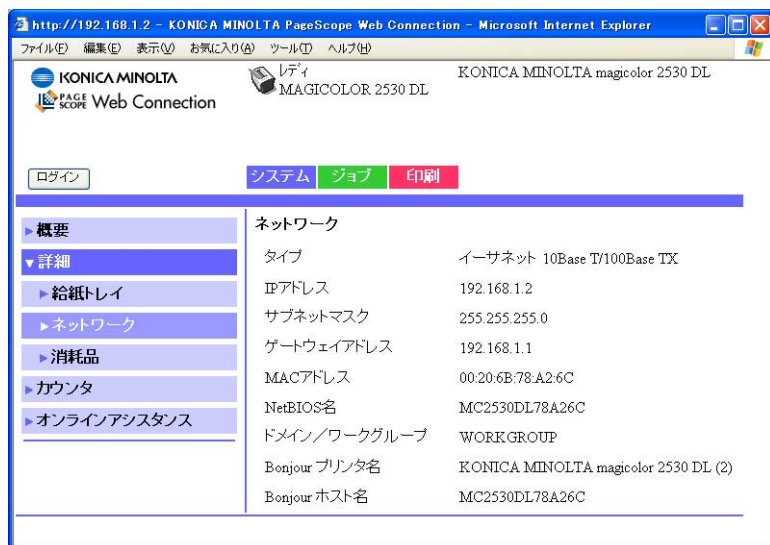 http://192.168.1.2 - KONICA MINOLTA PageScope Web Connection - Microsoft Internet Explorer
ファイル(F) 編集(E) 表示(V) お気に入り(A) ツール(T) ヘルプ(H)
KONICA MINOLTA
PAGE SCOPE Web Connection
レディ
MAGICOLOR 2530 DL
KONICA MINOLTA magicolor 2530 DL
ログイン
システム ジョブ 印刷
概要
詳細
給紙トレイ
ネットワーク
消耗品
カウンタ
オンラインアシスタンス
ネットワーク
タイプ イーサネット 10Base T/100Base TX
IPアドレス 192.168.1.2
サブネットマスク 255.255.255.0
ゲートウェイアドレス 192.168.1.1
MACアドレス 00:20:6B:78:A2:6C
NetBIOS名 MC2530DL78A26C
ドメイン／ワークグループ WORKGROUP
Bonjour プリンタ名 KONICA MINOLTA magicolor 2530 DL (2)
Bonjour ホスト名 MC2530DL78A26C